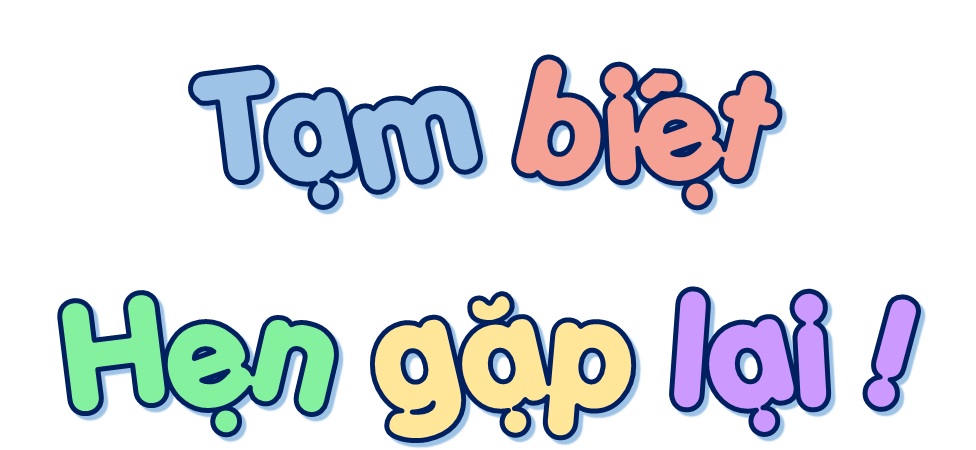 Tạm biệt
Hẹn gặp lại !